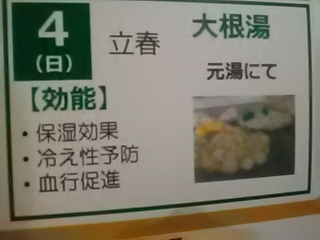 4
(日)
立春
大根湯
元湯にて
【効能】
・保湿効果
・冷え性予防
・血行促進